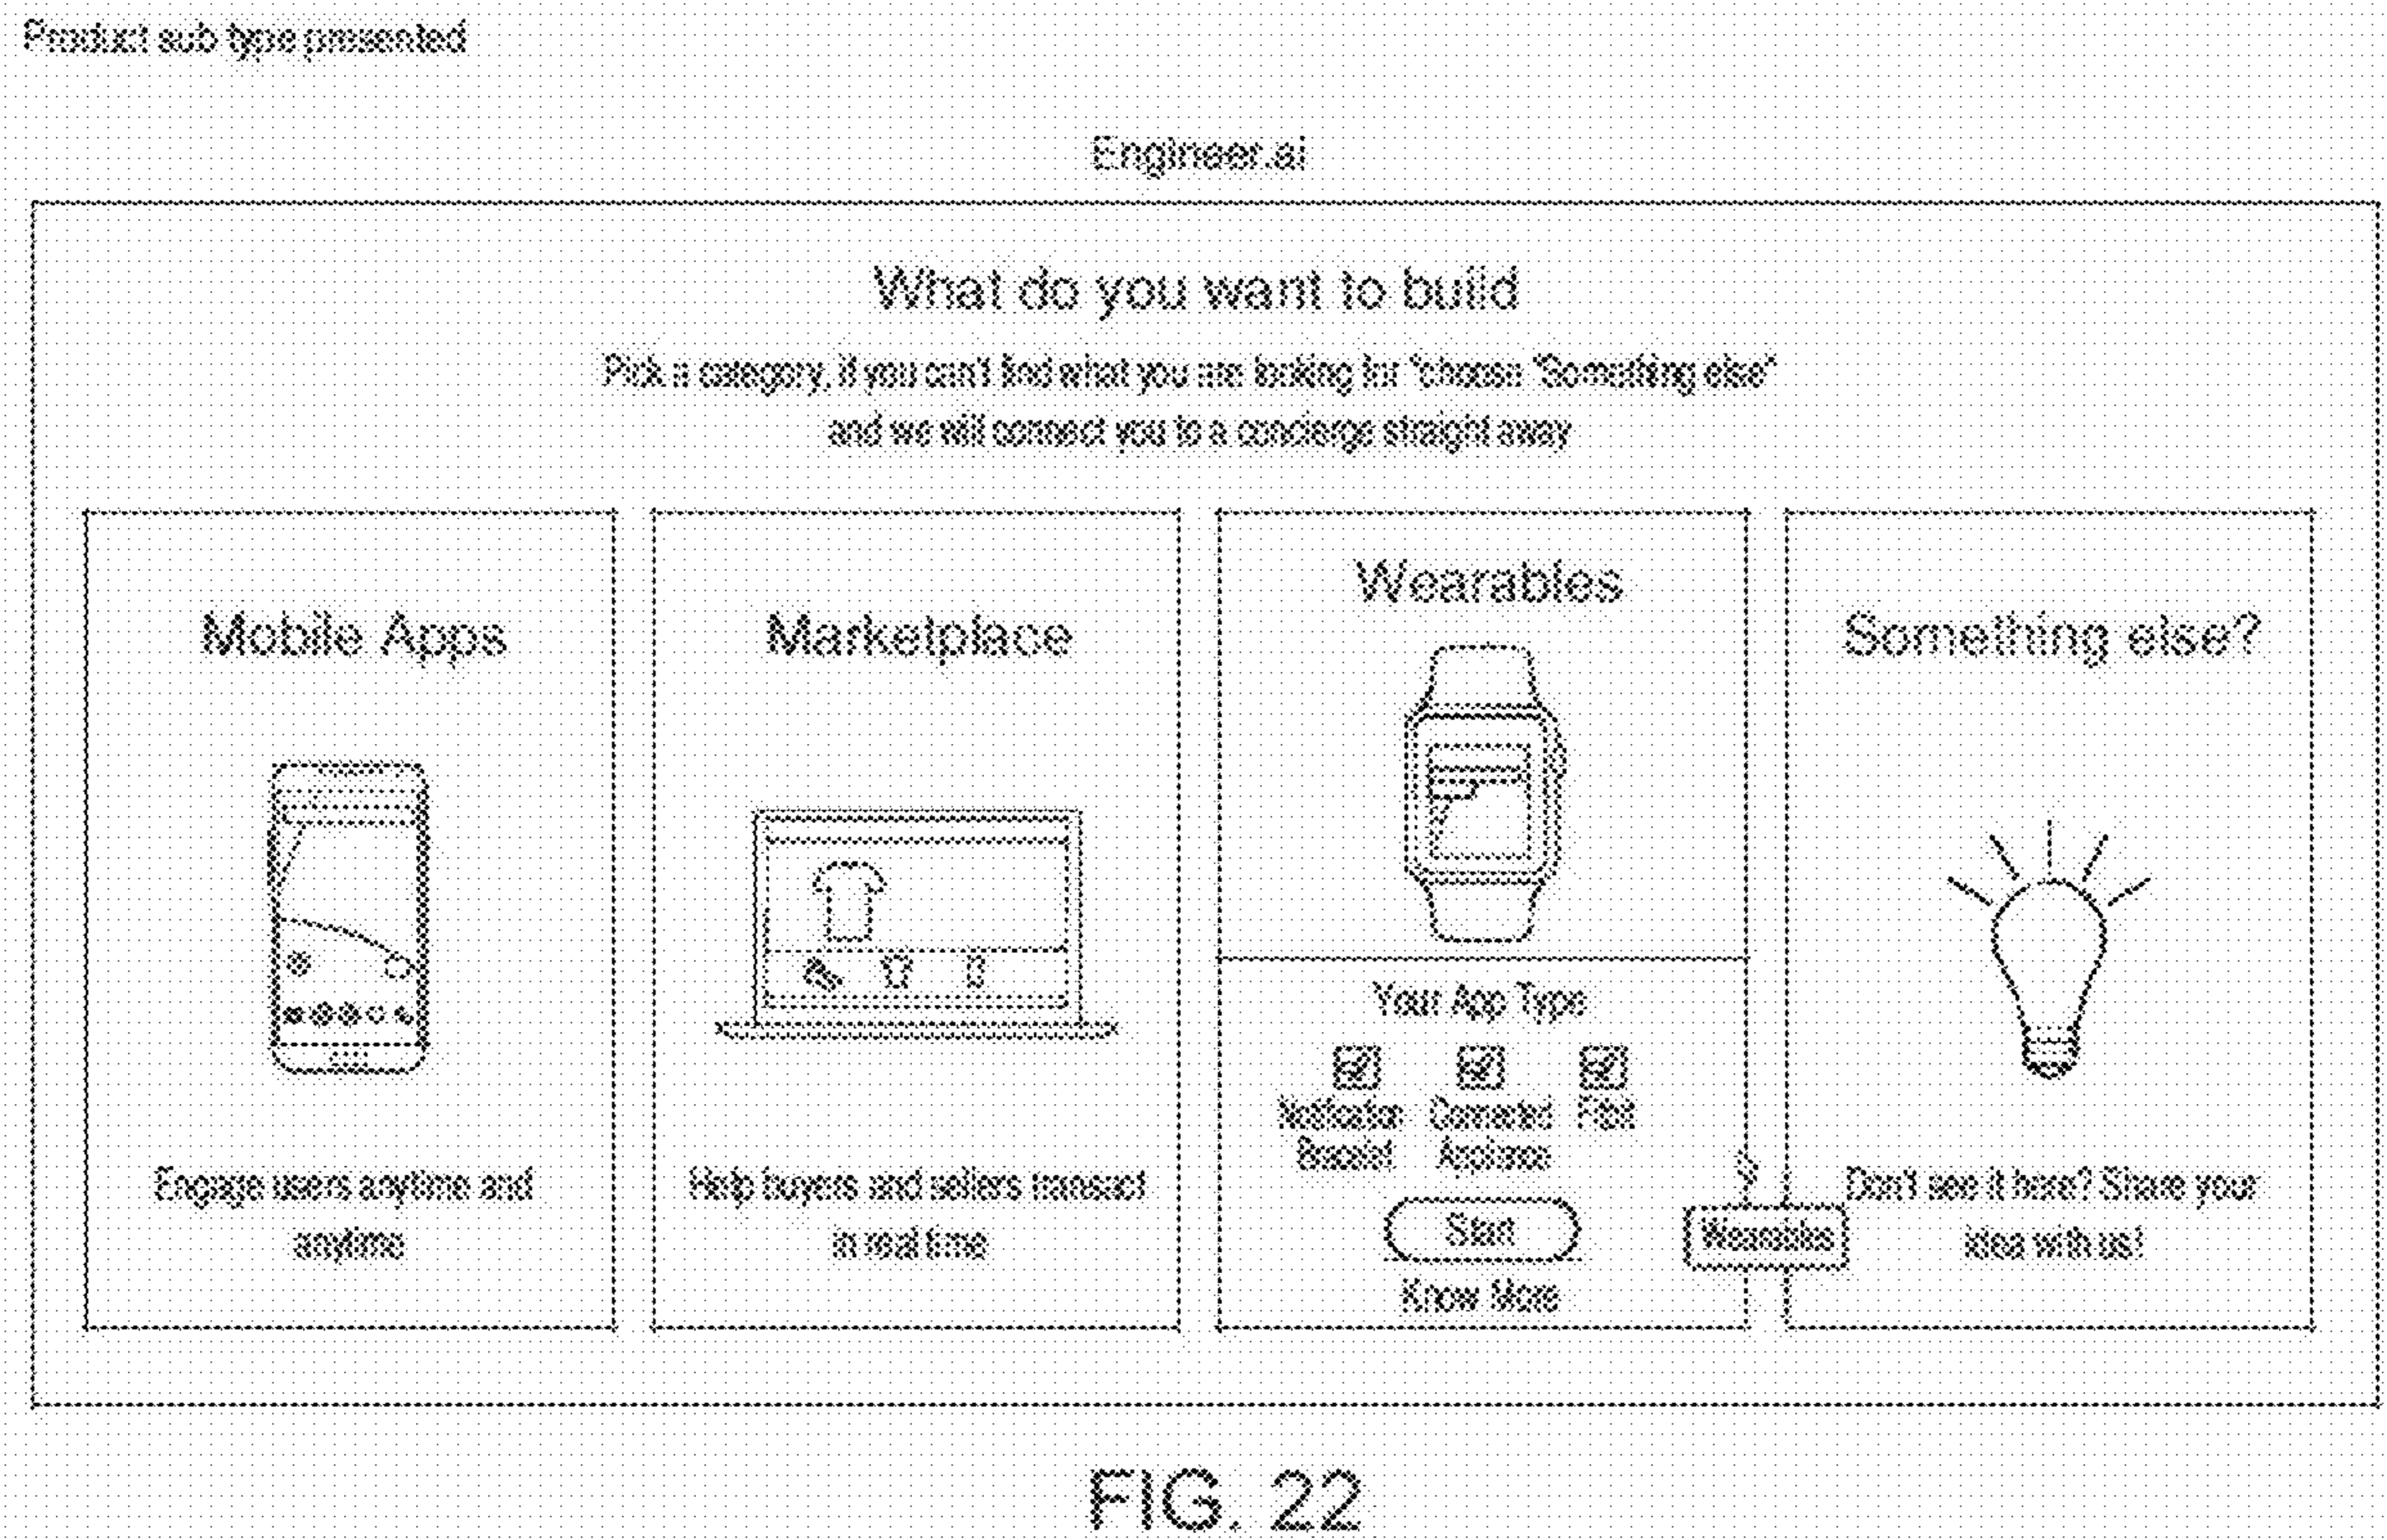 Product sub type presented
Engineer.ai
What do you want to build
Pick a category, if you can't find what you are looking for "choose "Something else"
and we will connect you to a concierge straight away
Mobile Apps
Engage users anytime and
anytime
Marketplace
Help buyers and sellers transact
in real time
Wearables
Your App Type
Notification Connected Fitbit
Bracelet Appliance
Start
Know More
Wearables
Something else?
Don't see it here? Share your
idea with us!
FIG. 22